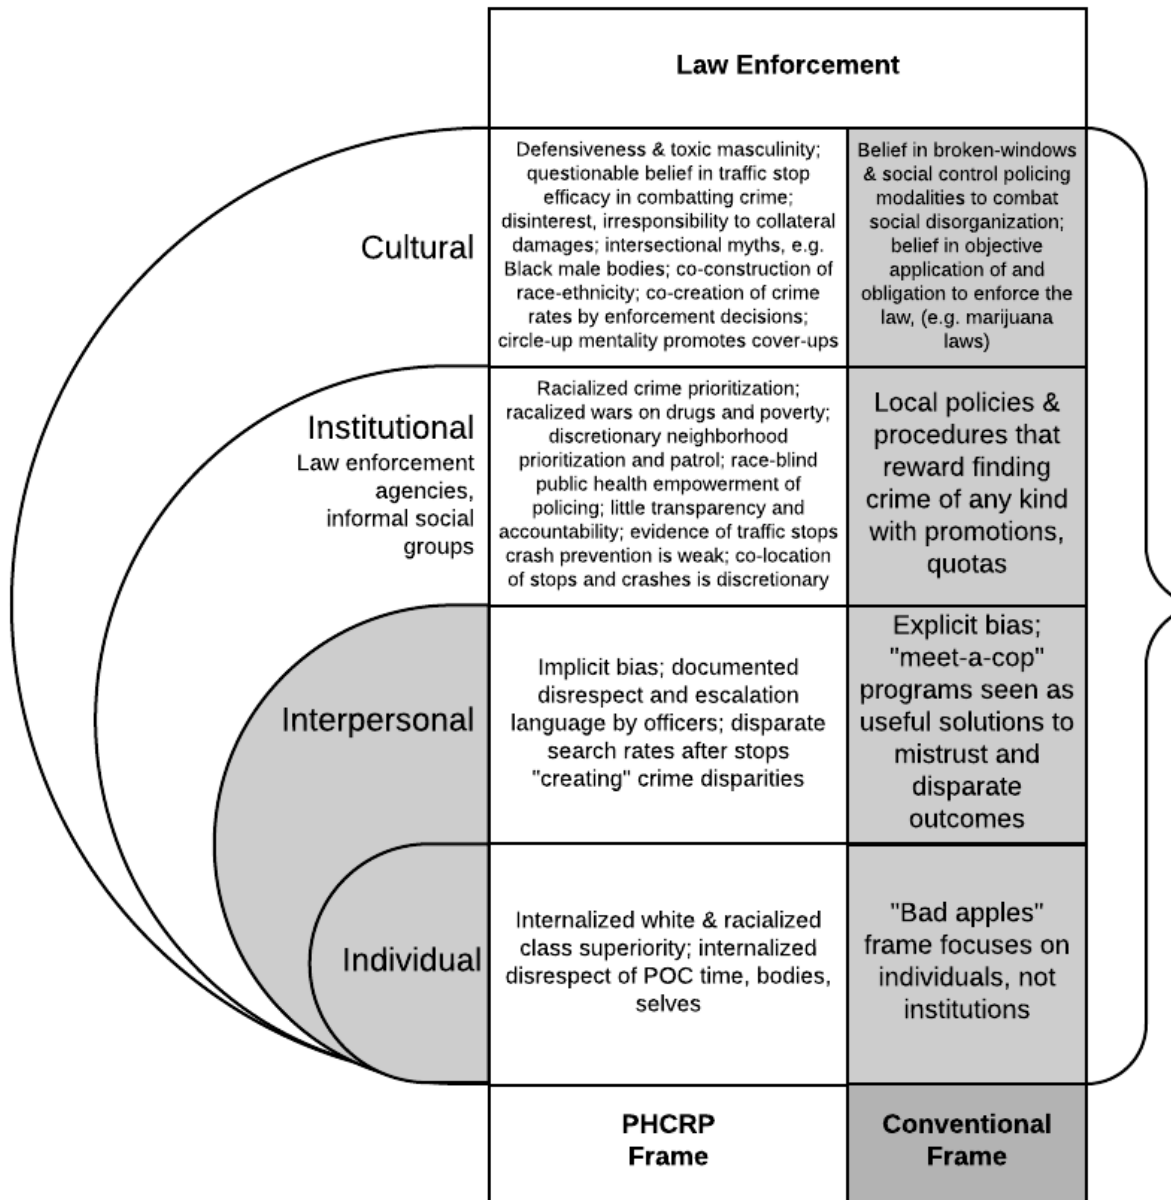 Law Enforcement
Cultural
Defensiveness & toxic masculinity;
questionable belief in traffic stop
efficacy in combatting crime;
disinterest, irresponsibility to collateral
damages; intersectional myths, e.g.
Black male bodies; co-construction of
race-ethnicity; co-creation of crime
rates by enforcement decisions;
circle-up mentality promotes cover-ups
Belief in broken-windows
& social control policing
modalities to combat
social disorganization;
belief in objective
application of and
obligation to enforce the
law, (e.g. marijuana
laws)
Institutional
Law enforcement
agencies,
informal social
groups
Racialized crime prioritization;
racalized wars on drugs and poverty;
discretionary neighborhood
prioritization and patrol; race-blind
public health empowerment of
policing; little transparency and
accountability; evidence of traffic stops
crash prevention is weak; co-location
of stops and crashes is discretionary
Local policies &
procedures that
reward finding
crime of any kind
with promotions,
quotas
Interpersonal
Implicit bias; documented
disrespect and escalation
language by officers; disparate
search rates after stops
"creating" crime disparities
Explicit bias;
"meet-a-cop"
programs seen as
useful solutions to
mistrust and
disparate
outcomes
Individual
Internalized white & racialized
class superiority; internalized
disrespect of POC time, bodies,
selves
"Bad apples"
frame focuses on
individuals, not
institutions
PHCRP
Frame
Conventional
Frame